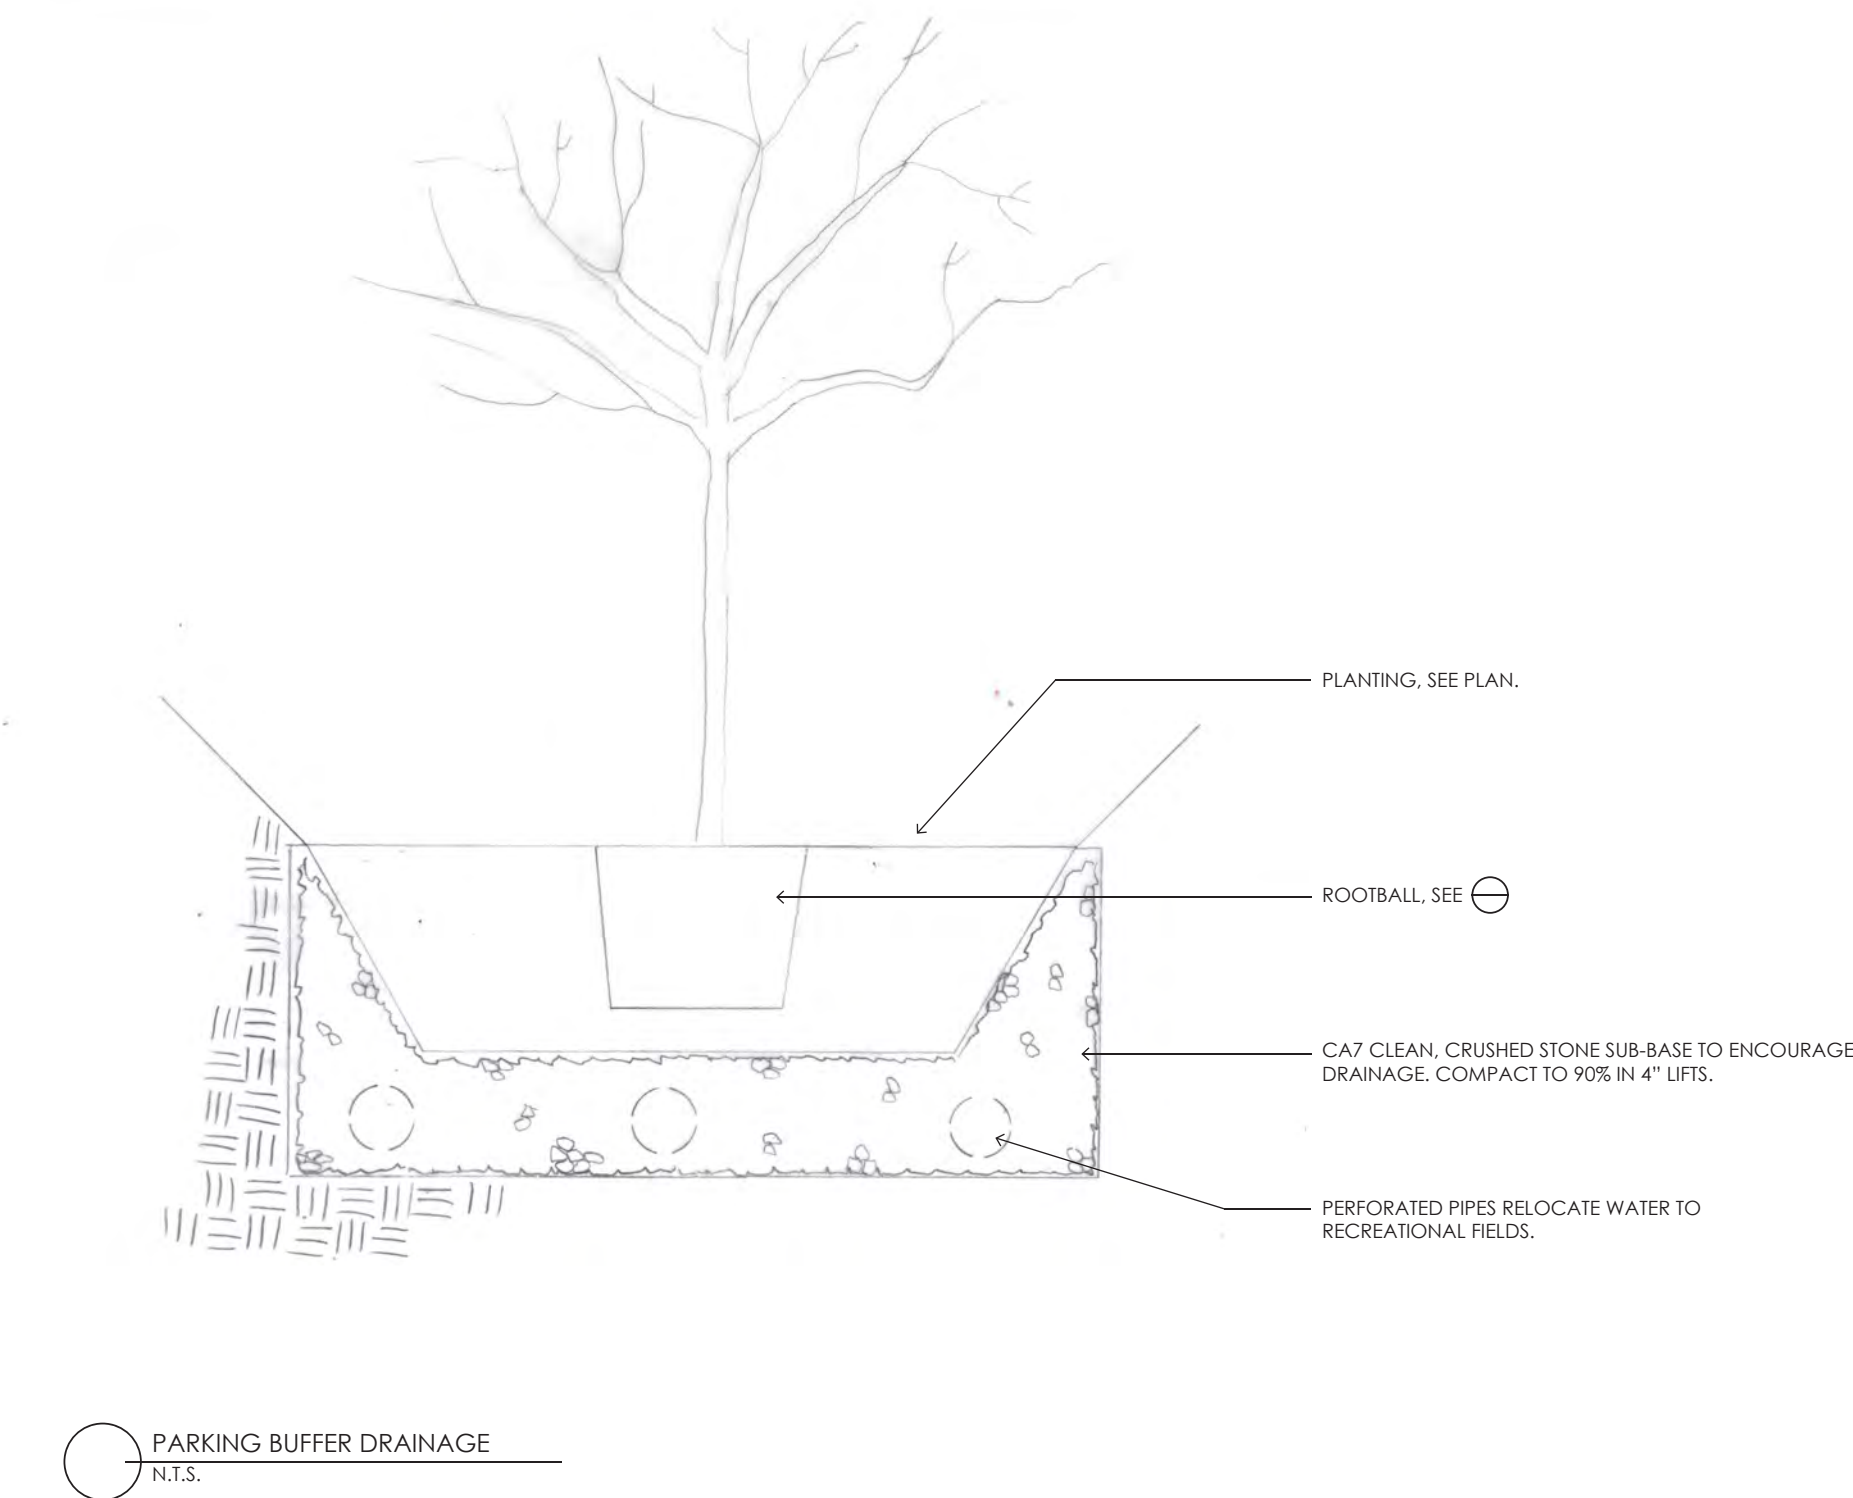 PLANTING, SEE PLAN.
ROOTBALL, SEE
CA7 CLEAN, CRUSHED STONE SUB-BASE TO ENCOURAGE
DRAINAGE. COMPACT TO 90% IN 4” LIFTS.
PERFORATED PIPES RELOCATE WATER TO
RECREATIONAL FIELDS.
PARKING BUFFER DRAINAGE
N.T.S.